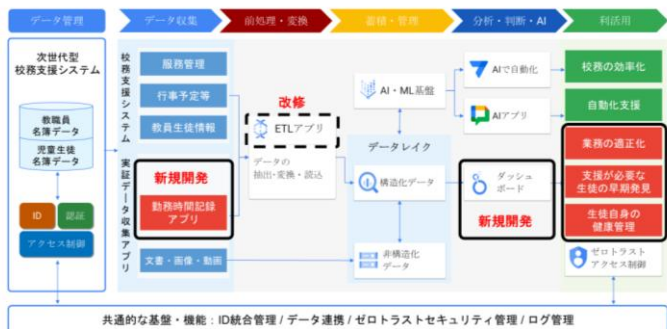 データ管理
データ収集
前処理・変換
蓄積・管理
分析・判断・AI
利活用
次世代型
校務支援システム
教職員
名簿データ
児童生徒
名簿データ
ID
認証
アクセス制御
校務支援システム
服務管理
行事予定等
教員生徒情報
実証データ収集アプリ
新規開発
勤務時間記録
アプリ
文書・画像・動画
改修
ETLアプリ
データの
抽出・変換・読込
AI・ML基盤
データレイク
構造化データ
非構造化
データ
AIで自動化
AIアプリ
ダッシュ
ボード
新規開発
校務の効率化
自動化支援
業務の適正化
支援が必要な
生徒の早期発見
生徒自身の
健康管理
ゼロトラスト
アクセス制御
共通的な基盤・機能：ID統合管理 / データ連携 / ゼロトラストセキュリティ管理 / ログ管理